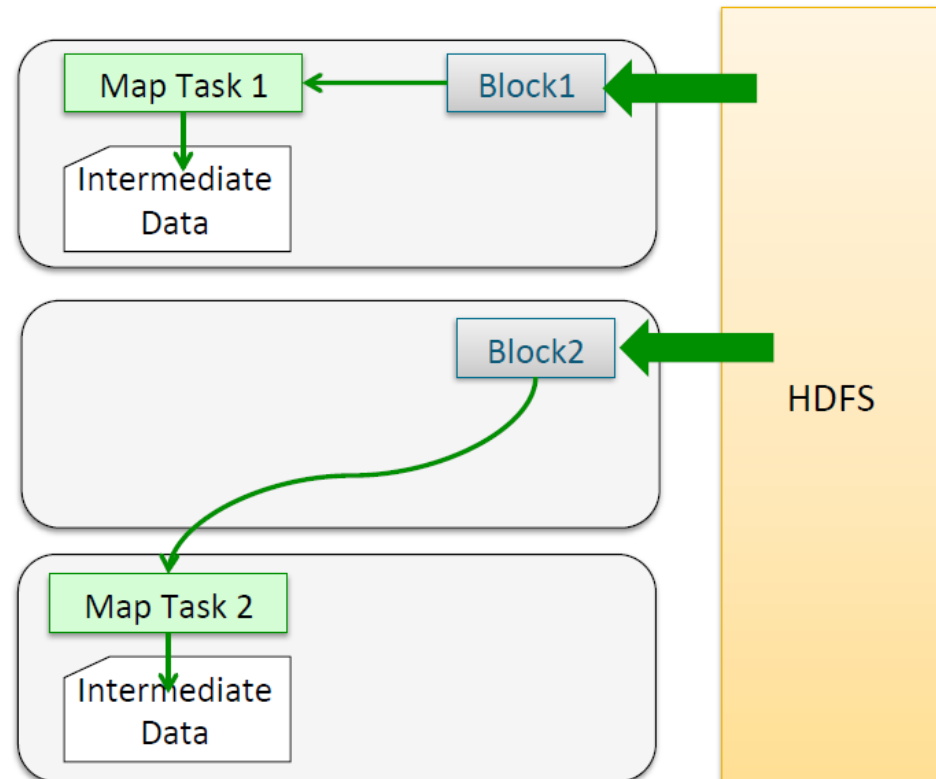 Map Task 1
Block1
Intermediate
Data
Block2
HDFS
Map Task 2
Intermediate
Data